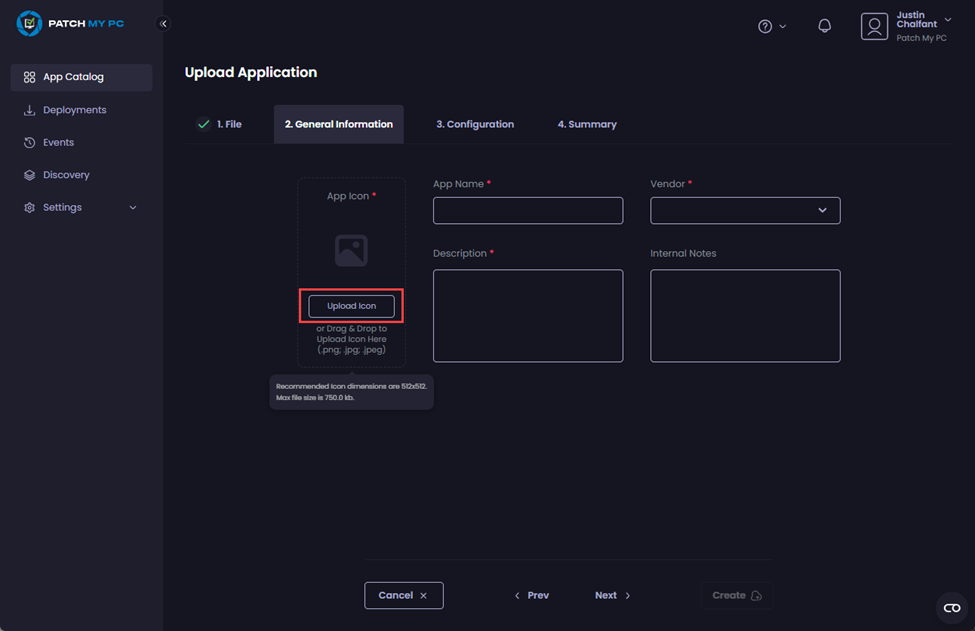 PATCH MY PC
Justin
Chalfant
Patch My PC
App Catalog
Deployments
Events
Discovery
Settings
Upload Application
1. File
2. General Information
3. Configuration
4. Summary
App Icon *
Upload Icon
or Drag & Drop to
Upload Icon Here
(.png; .jpg; .jpeg)
Recommended Icon dimensions are 512x512.
Max file size is 750.0 kb.
App Name *
Vendor *
Description *
Internal Notes
Cancel
Prev
Next
Create